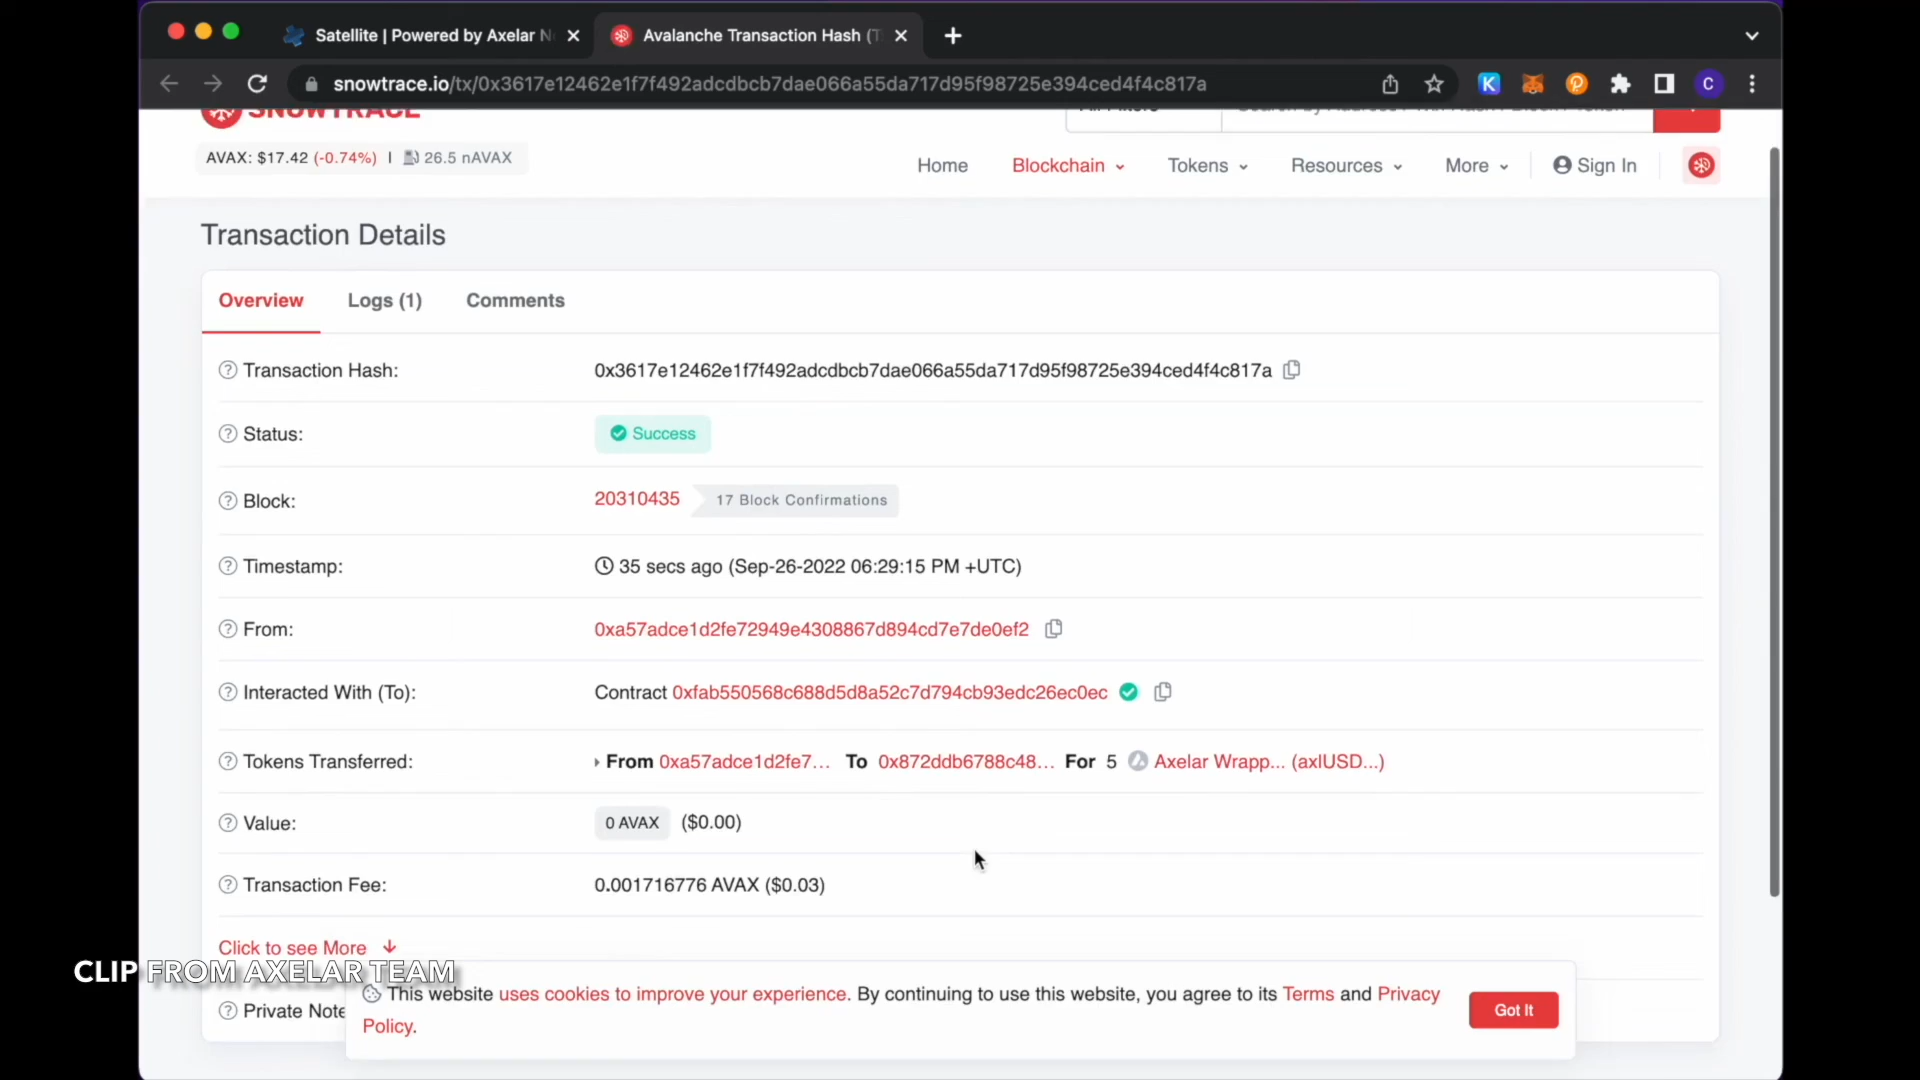 Satellite | Powered by Axelar N
Avalanche Transaction Hash (T
snowtrace.io/tx/0x3617e12462e1f7f492adcdbcb7dae066a55da717d95f98725e394ced4f4c817a
K
C
SNOWTRACE
AVAX: $17.42 (-0.74%) | 26.5 nAVAX
Home Blockchain Tokens Resources More Sign In
Transaction Details
Overview Logs (1) Comments
Transaction Hash: 0x3617e12462e1f7f492adcdbcb7dae066a55da717d95f98725e394ced4f4c817a
Status: Success
Block: 20310435 17 Block Confirmations
Timestamp: 35 secs ago (Sep-26-2022 06:29:15 PM +UTC)
From: 0xa57adce1d2fe72949e4308867d894cd7e7de0ef2
Interacted With (To): Contract 0xfab550568c688d5d8a52c7d794cb93edc26ec0ec
Tokens Transferred: From 0xa57adce1d2fe7... To 0x872ddb6788c48... For 5 Axelar Wrapp... (axlUSD...)
Value: 0 AVAX ($0.00)
Transaction Fee: 0.001716776 AVAX ($0.03)
Click to see More
CLIP FROM AXELAR TEAM
Private Note
This website uses cookies to improve your experience. By continuing to use this website, you agree to its Terms and Privacy
Policy.
Got It